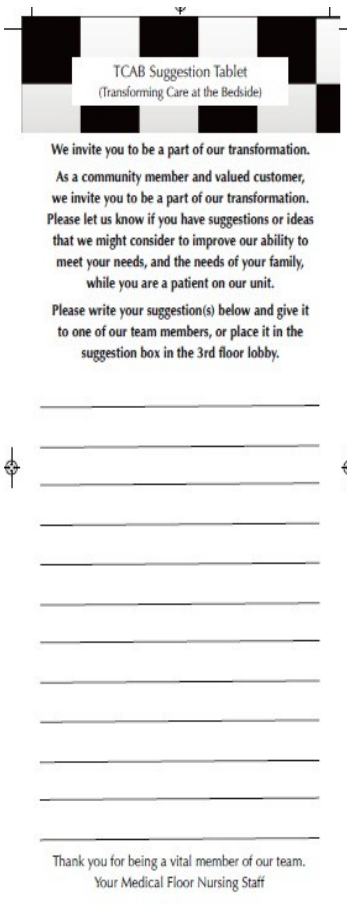 TCAB Suggestion Tablet
(Transforming Care at the Bedside)
We invite you to be a part of our transformation.
As a community member and valued customer,
we invite you to be a part of our transformation.
Please let us know if you have suggestions or ideas
that we might consider to improve our ability to
meet your needs, and the needs of your family,
while you are a patient on our unit.
Please write your suggestion(s) below and give it
to one of our team members, or place it in the
suggestion box in the 3rd floor lobby.
Thank you for being a vital member of our team.
Your Medical Floor Nursing Staff